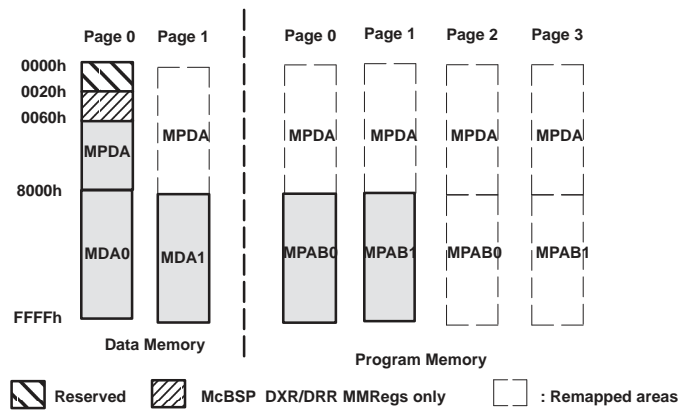 Page 0 Page 1 Page 0 Page 1 Page 2 Page 3
0000h
0020h
0060h
MPDA MPDA MPDA MPDA MPDA MPDA
8000h
MDA0 MDA1 MPAB0 MPAB1 MPAB0 MPAB1
FFFFh
Data Memory
Program Memory
Reserved McBSP DXR/DRR MMRegs only : Remapped areas